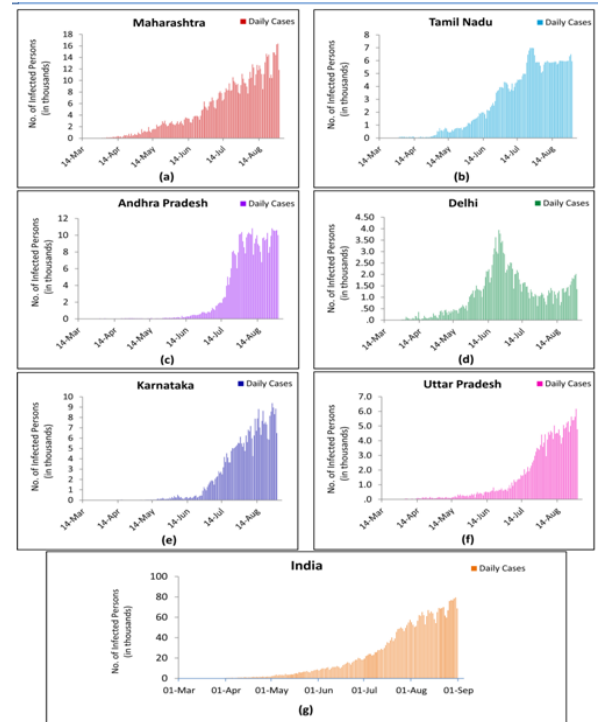 Maharashtra
Daily Cases
No. of Infected Persons
(in thousands)
18
16
14
12
10
8
6
4
2
0
14-Mar
14-Apr
14-May
14-Jun
14-Jul
14-Aug
(a)
Tamil Nadu
Daily Cases
No. of Infected Persons
(in thousands)
8
7
6
5
4
3
2
1
0
14-Mar
14-Apr
14-May
14-Jun
14-Jul
14-Aug
(b)
Andhra Pradesh
Daily Cases
No. of Infected Persons
(in thousands)
12
10
8
6
4
2
0
14-Mar
14-Apr
14-May
14-Jun
14-Jul
14-Aug
(c)
Delhi
Daily Cases
No. of Infected Persons
(in thousands)
4.50
4.00
3.50
3.00
2.50
2.00
1.50
1.00
.50
.00
14-Mar
14-Apr
14-May
14-Jun
14-Jul
14-Aug
(d)
Karnataka
Daily Cases
No. of Infected Persons
(in thousands)
10
9
8
7
6
5
4
3
2
1
0
14-Mar
14-Apr
14-May
14-Jun
14-Jul
14-Aug
(e)
Uttar Pradesh
Daily Cases
No. of Infected Persons
(in thousands)
7.0
6.0
5.0
4.0
3.0
2.0
1.0
.0
14-Mar
14-Apr
14-May
14-Jun
14-Jul
14-Aug
(f)
India
Daily Cases
No. of Infected Persons
(in thousands)
100
80
60
40
20
0
01-Mar
01-Apr
01-May
01-Jun
01-Jul
01-Aug
01-Sep
(g)